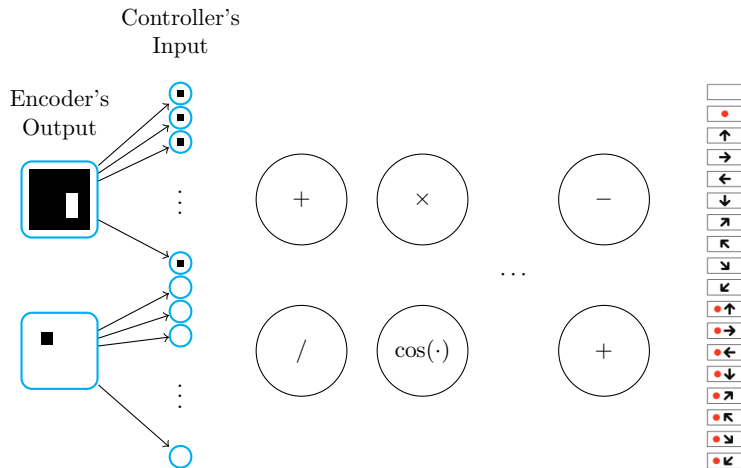 Controller's
Input
Encoder's
Output
+
×
−
...
/
cos(·)
+